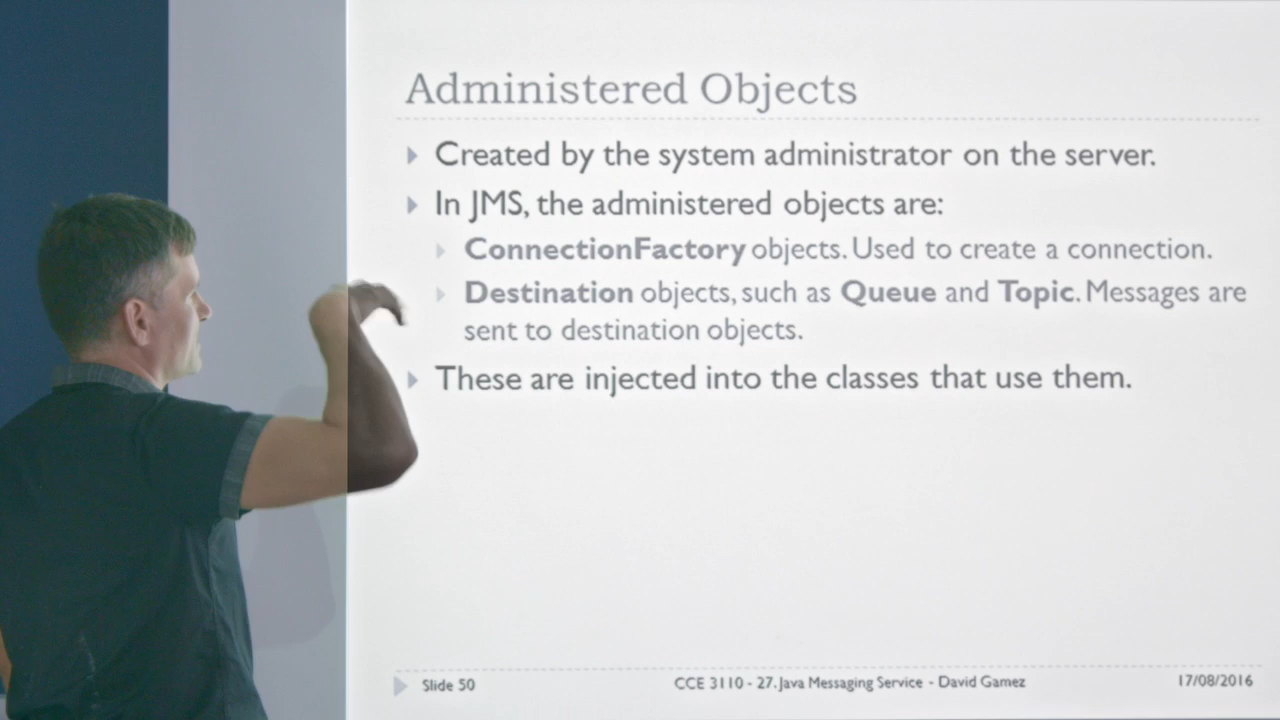 Administered Objects
Created by the system administrator on the server.
In JMS, the administered objects are:
ConnectionFactory objects. Used to create a connection.
Destination objects, such as Queue and Topic. Messages are
sent to destination objects.
These are injected into the classes that use them.
Slide 50
CCE 3110 - 27. Java Messaging Service - David Gamez
17/08/2016